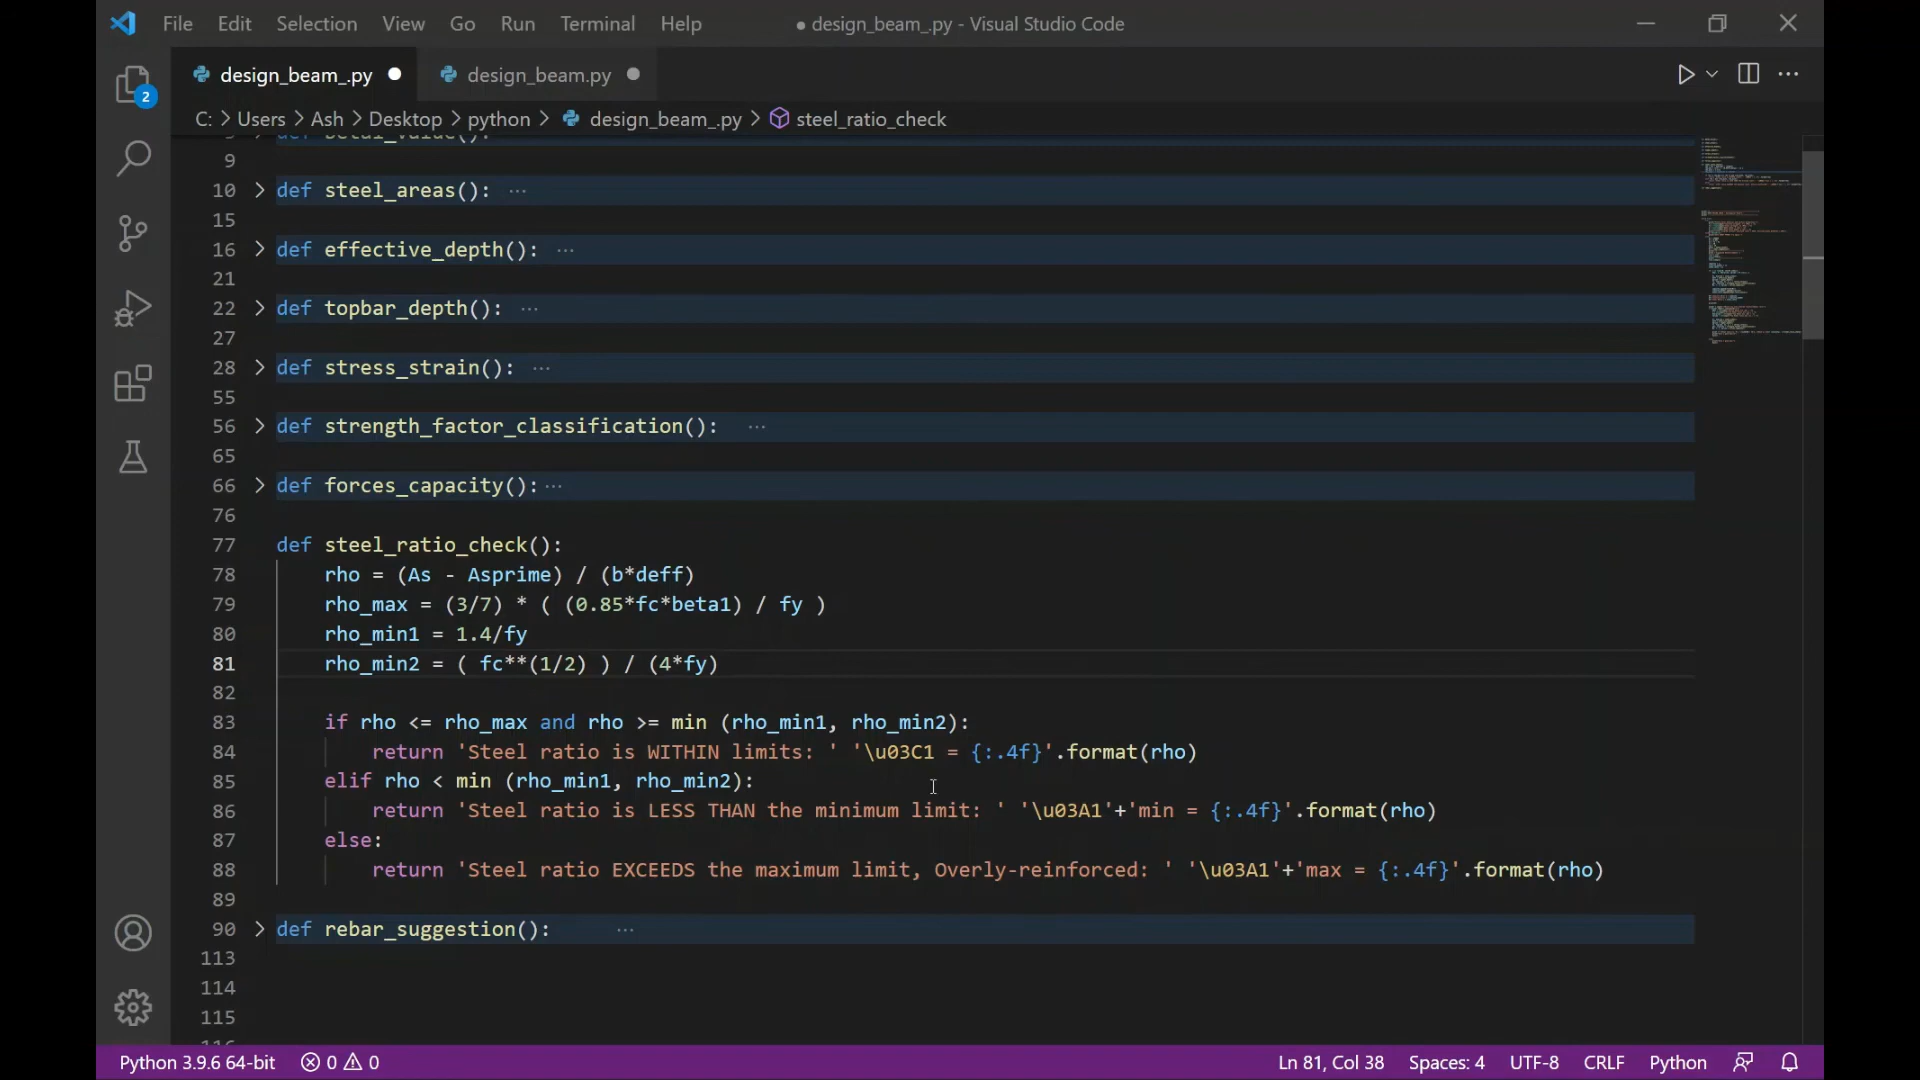 File Edit Selection View Go Run Terminal Help ● design_beam_.py - Visual Studio Code
design_beam_.py design_beam.py
2
C: > Users > Ash > Desktop > python > design_beam_.py > steel_ratio_check
9
10 > def steel_areas(): ···
15
16 > def effective_depth(): ···
21
22 > def topbar_depth(): ···
27
28 > def stress_strain(): ···
55
56 > def strength_factor_classification(): ···
65
66 > def forces_capacity():···
76
77 def steel_ratio_check():
78 rho = (As - Asprime) / (b*deff)
79 rho_max = (3/7) * ( (0.85*fc*beta1) / fy )
80 rho_min1 = 1.4/fy
81 rho_min2 = ( fc**(1/2) ) / (4*fy)
82
83 if rho <= rho_max and rho >= min (rho_min1, rho_min2):
84 return 'Steel ratio is WITHIN limits: ' '\u03C1 = {:.4f}'.format(rho)
85 elif rho < min (rho_min1, rho_min2):
86 return 'Steel ratio is LESS THAN the minimum limit: ' '\u03A1'+'min = {:.4f}'.format(rho)
87 else:
88 return 'Steel ratio EXCEEDS the maximum limit, Overly-reinforced: ' '\u03A1'+'max = {:.4f}'.format(rho)
89
90 > def rebar_suggestion(): ···
113
114
115
Python 3.9.6 64-bit 0 0 Ln 81, Col 38 Spaces: 4 UTF-8 CRLF Python